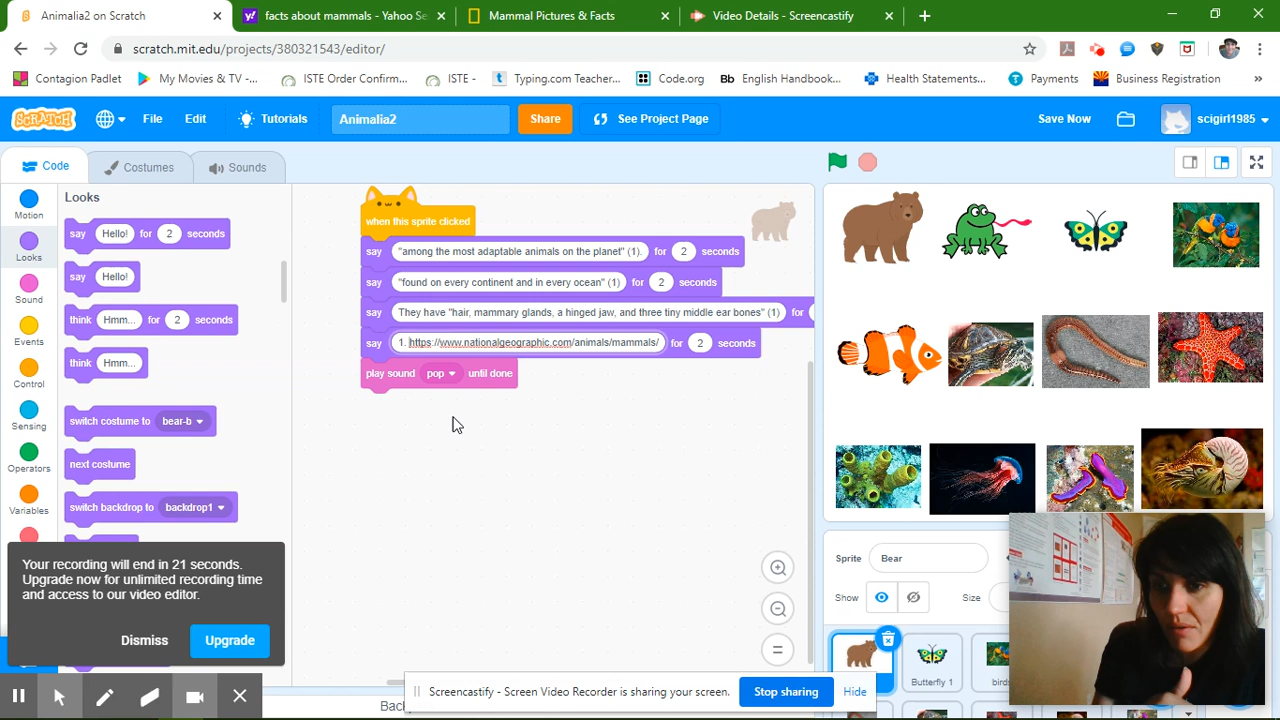 Animalia2 on Scratch
facts about mammals - Yahoo Se
Mammal Pictures & Facts
Video Details - Screencastify
scratch.mit.edu/projects/380321543/editor/
Contagion Padlet
My Movies & TV -...
ISTE Order Confirm...
ISTE -
Typing.com Teacher...
Code.org
Bb English Handbook...
Health Statements...
Payments
Business Registration
»
SCRATCH
File
Edit
Tutorials
Animalia2
Share
See Project Page
Save Now
scigirl1985
Code
Costumes
Sounds
Motion
Looks
Sound
Events
Control
Sensing
Operators
Variables
Looks
say Hello! for 2 seconds
say Hello!
think Hmm... for 2 seconds
think Hmm...
switch costume to bear-b
next costume
switch backdrop to backdrop1
when this sprite clicked
say "among the most adaptable animals on the planet" (1). for 2 seconds
say "found on every continent and in every ocean" (1) for 2 seconds
say They have "hair, mammary glands, a hinged jaw, and three tiny middle ear bones" (1) for
say 1. https://www.nationalgeographic.com/animals/mammals/ for 2 seconds
play sound pop until done
Your recording will end in 21 seconds.
Upgrade now for unlimited recording time
and access to our video editor.
Dismiss
Upgrade
Sprite Bear
Show
Size
Butterfly 1
birds
Screencastify - Screen Video Recorder is sharing your screen.
Stop sharing
Hide